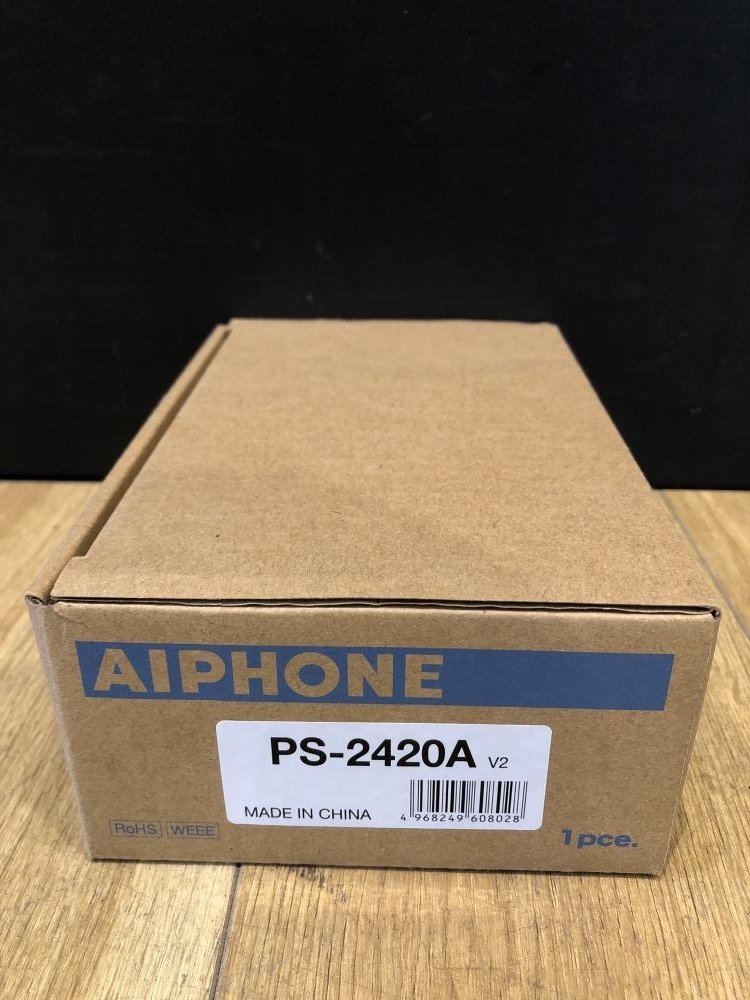 AIPHONE
PS-2420A V2
MADE IN CHINA
4 968249 608028
RoHS WEEE
1pce.